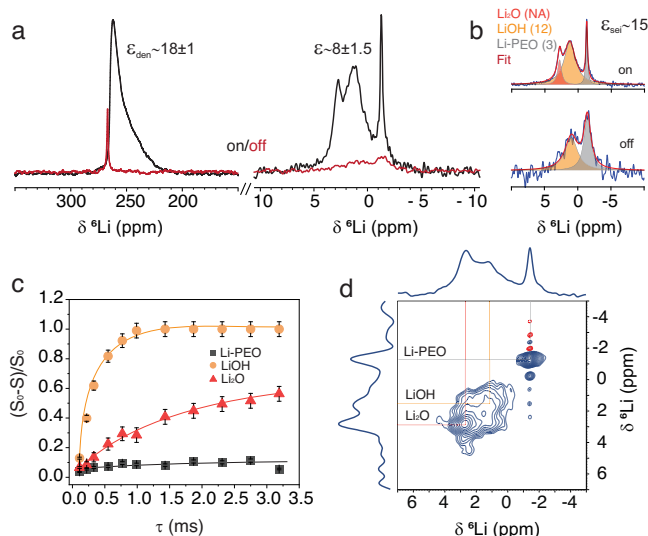 a
ε_den~18±1
ε~8±1.5
on/off
300 250 200 // 10 5 0 -5 -10
δ ⁶Li (ppm)
δ ⁶Li (ppm)
b
Li₂O (NA)
LiOH (12)
Li-PEO (3)
Fit
ε_sei~15
on
off
5 0 -5
δ ⁶Li (ppm)
c
(S₀-S)/S₀
1.2
1.0
0.8
0.6
0.4
0.2
0.0
Li-PEO
LiOH
Li₂O
0.0 0.5 1.0 1.5 2.0 2.5 3.0 3.5
τ (ms)
d
Li-PEO
LiOH
Li₂O
-4
-2
0
2
4
6
δ ⁶Li (ppm)
6 4 2 0 -2 -4
δ ⁶Li (ppm)